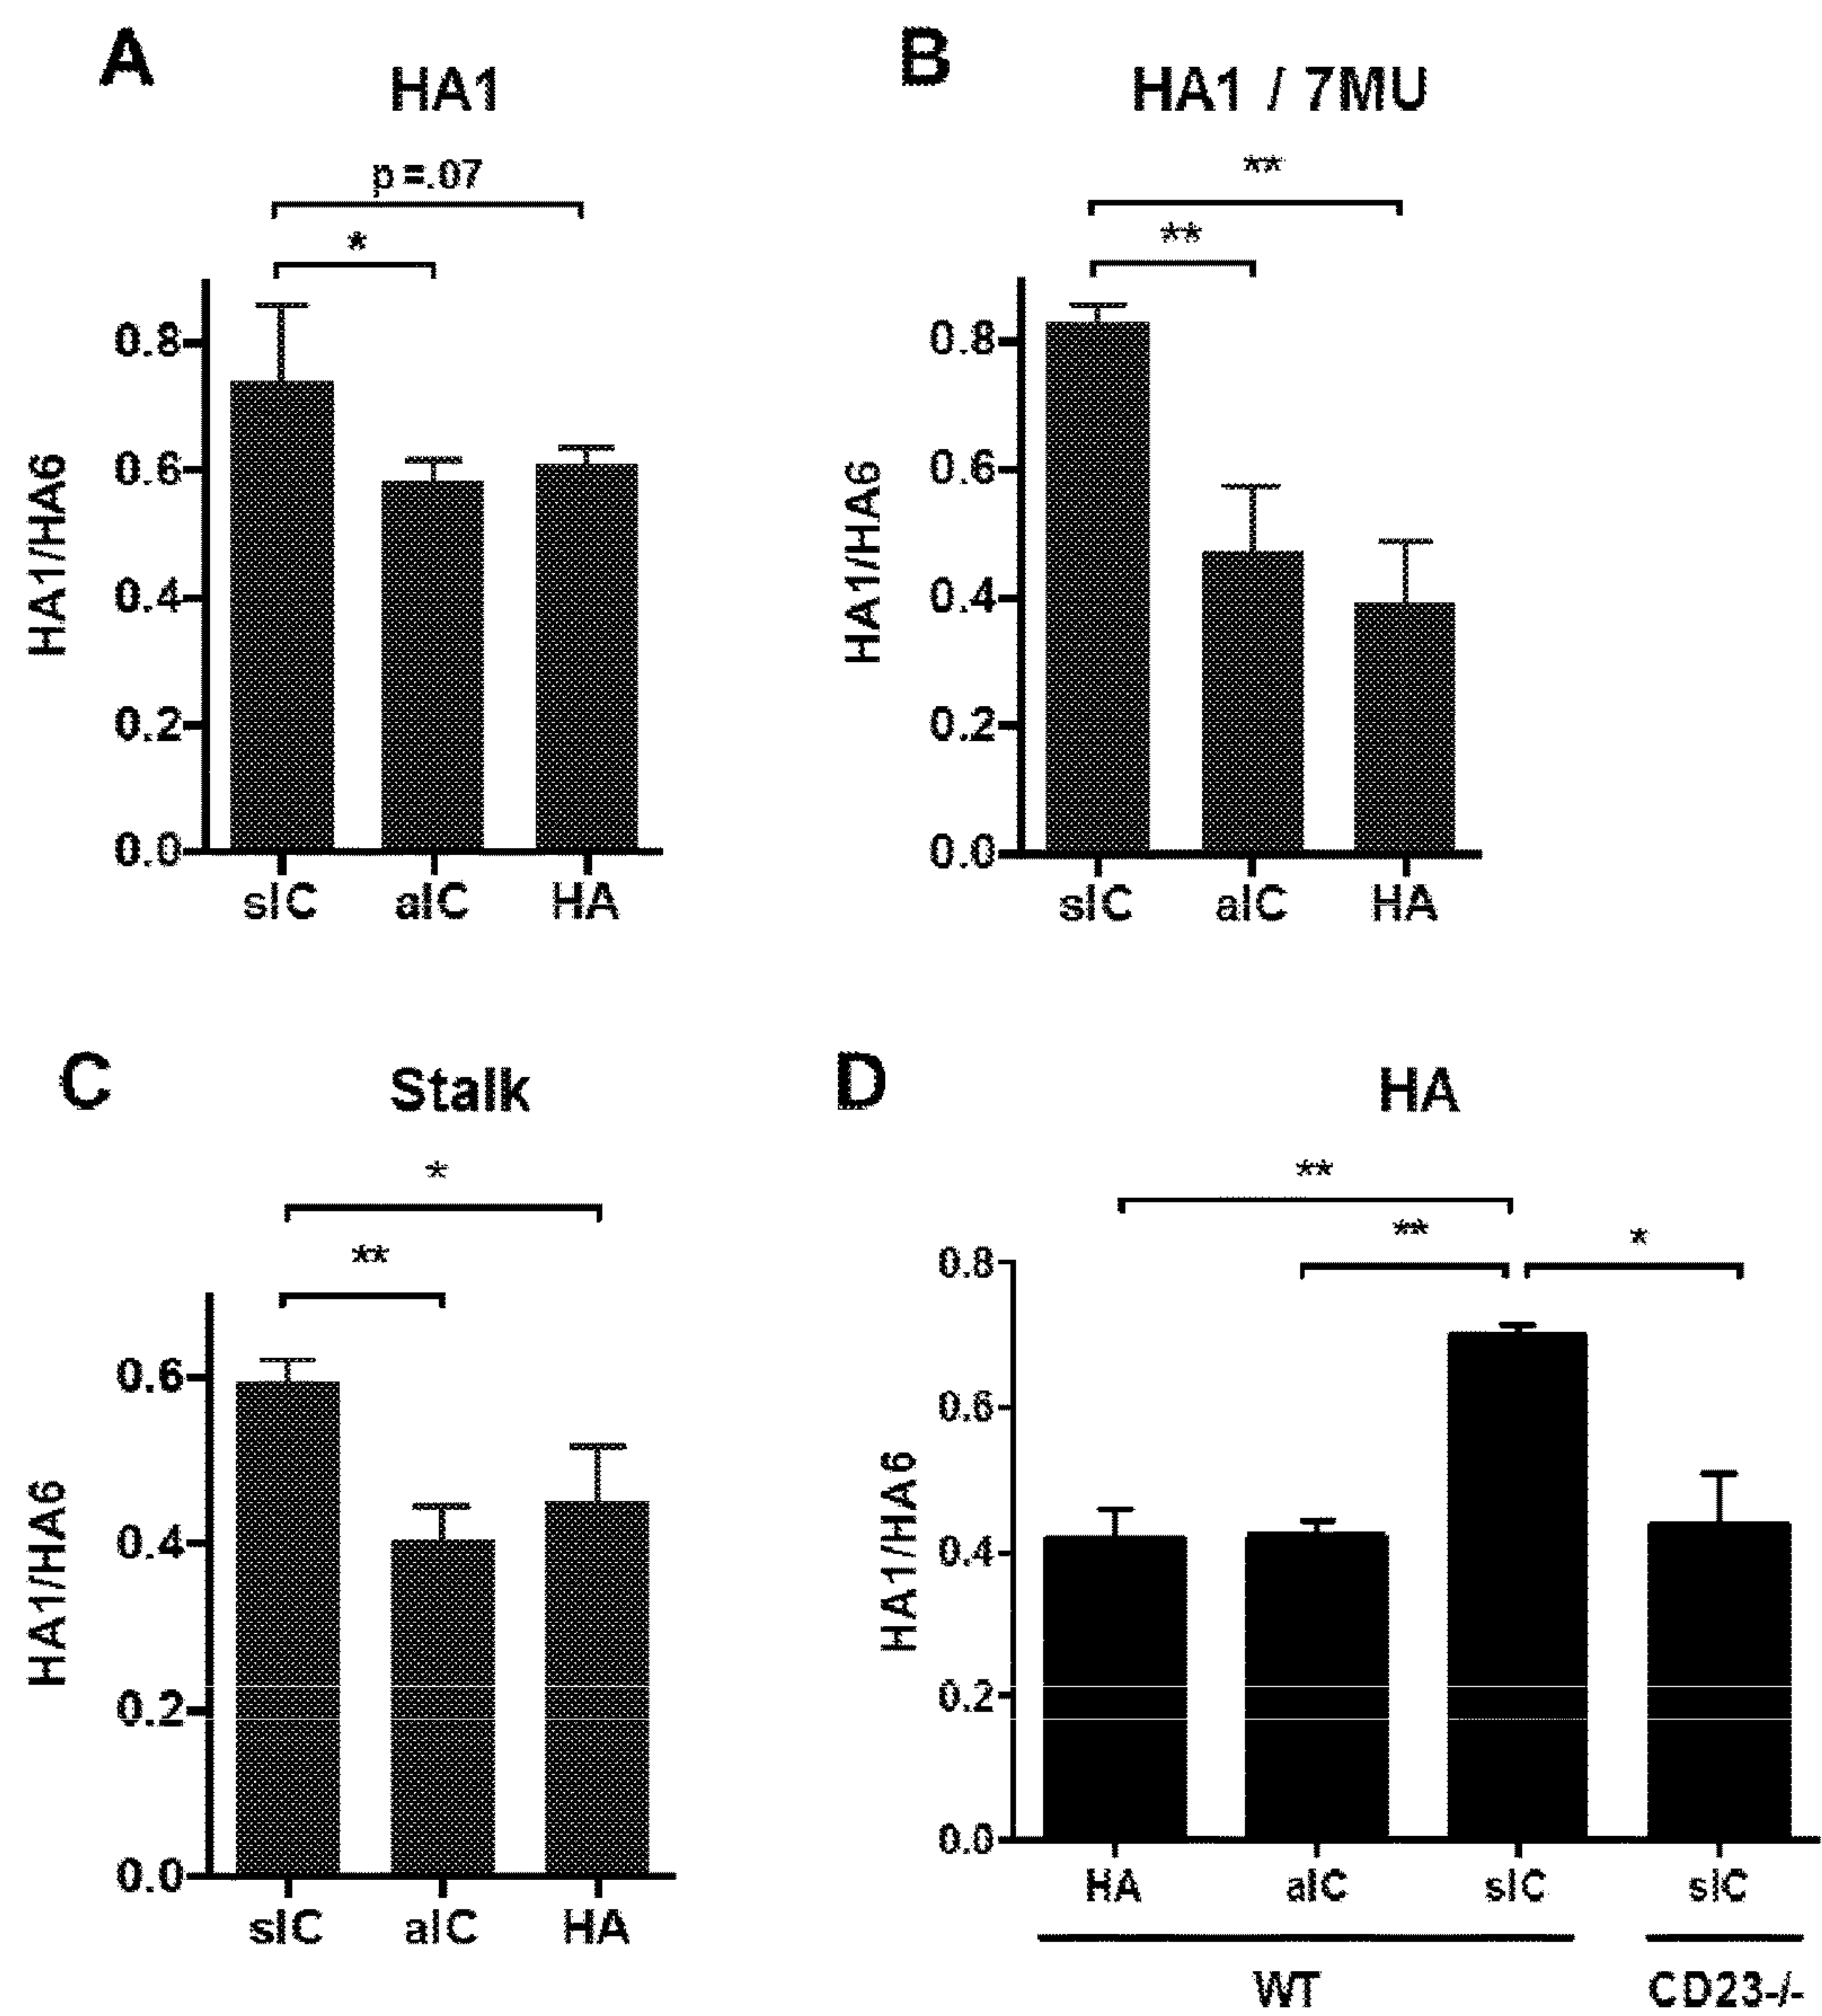 A
HA1
p =.07
*
HA1/HA6
0.8
0.6
0.4
0.2
0.0
sIC aIC HA
B
HA1 / 7MU
**
**
HA1/HA6
0.8
0.6
0.4
0.2
0.0
sIC aIC HA
C
Stalk
*
**
HA1/HA6
0.6
0.4
0.2
0.0
sIC aIC HA
D
HA
**
** *
HA1/HA6
0.8
0.6
0.4
0.2
0.0
HA aIC sIC sIC
WT CD23-/-